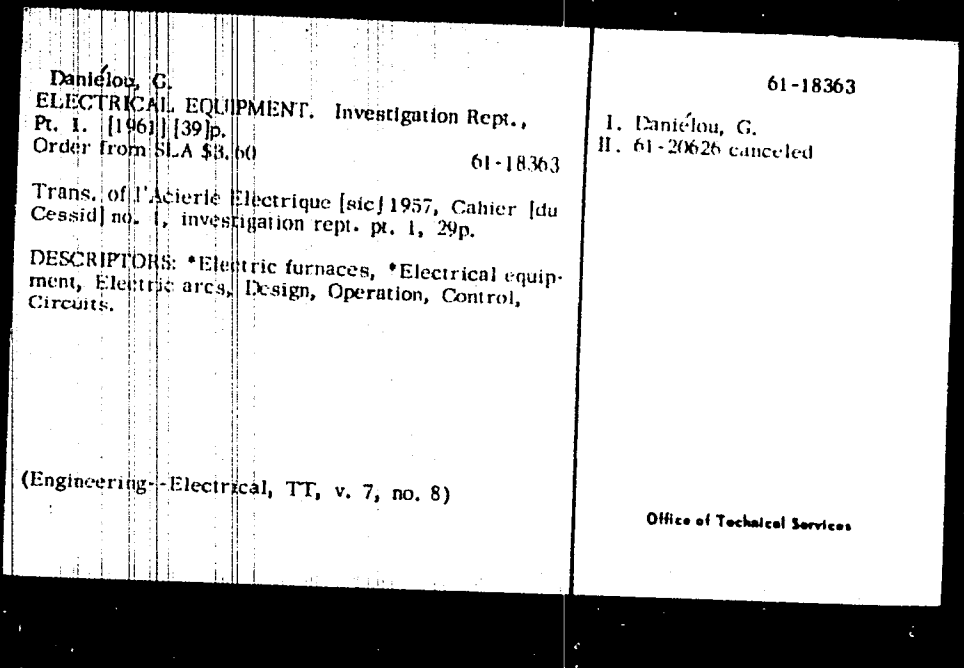 Daniélou, G.
ELECTRICAL EQUIPMENT. Investigation Rept.,
Pt. 1. [1961] [39]p.
Order from SLA $3.60
61-18363
Trans. of l'Acierie Electrique [sic] 1957, Cahier [du
Cessid] no. 1, investigation rept. pt. 1, 29p.
DESCRIPTORS: *Electric furnaces, *Electrical equip-
ment, Electric arcs, Design, Operation, Control,
Circuits.
(Engineering--Electrical, TT, v. 7, no. 8)
61-18363
I. Daniélou, G.
II. 61-20626 canceled
Office of Technical Services